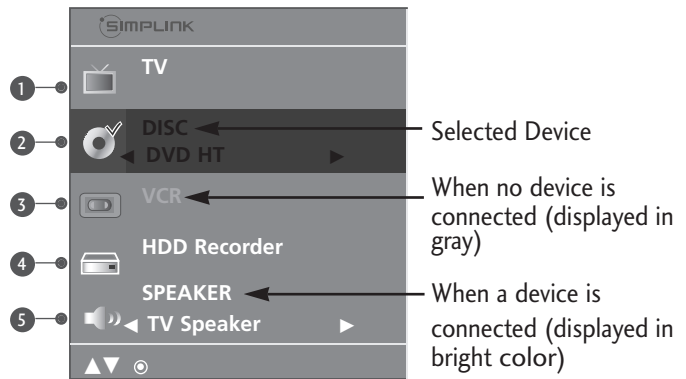 SIMPLINK
1
TV
2
DISC
◀ DVD HT ▶
Selected Device
3
VCR
When no device is
connected (displayed in
gray)
4
HDD Recorder
5
SPEAKER
◀ TV Speaker ▶
When a device is
connected (displayed in
bright color)
▲▼ ◉